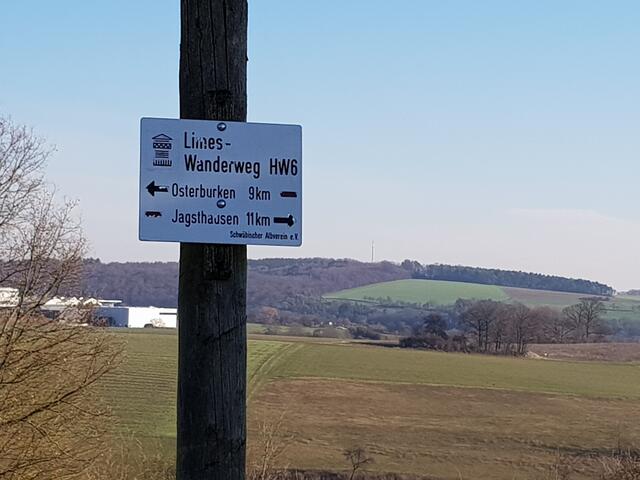 Limes-
Wanderweg HW6
Osterburken 9km
Jagsthausen 11km
Schwäbischer Albverein e.V.